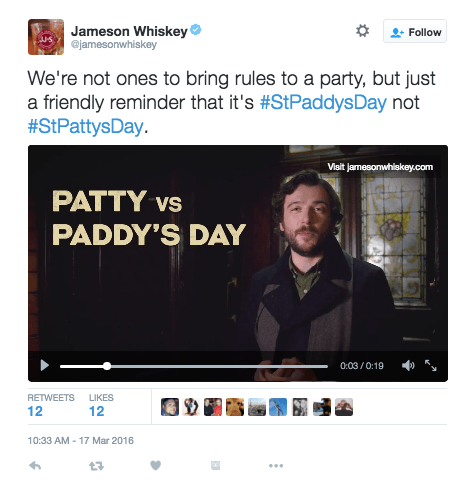 Jameson Whiskey
@jamesonwhiskey
Follow
We're not ones to bring rules to a party, but just
a friendly reminder that it's #StPaddysDay not
#StPattysDay.
Visit jamesonwhiskey.com
PATTY vs
PADDY'S DAY
0:03 / 0:19
RETWEETS LIKES
12 12
10:33 AM - 17 Mar 2016